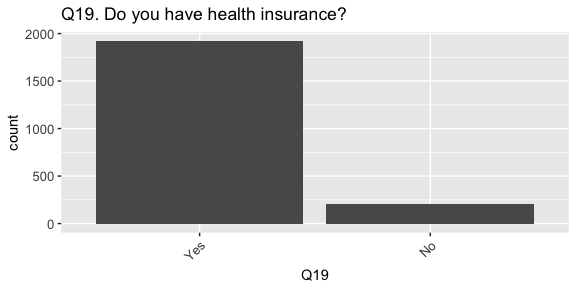 Q19. Do you have health insurance?
2000
1500
1000
500
0
count
Yes
No
Q19